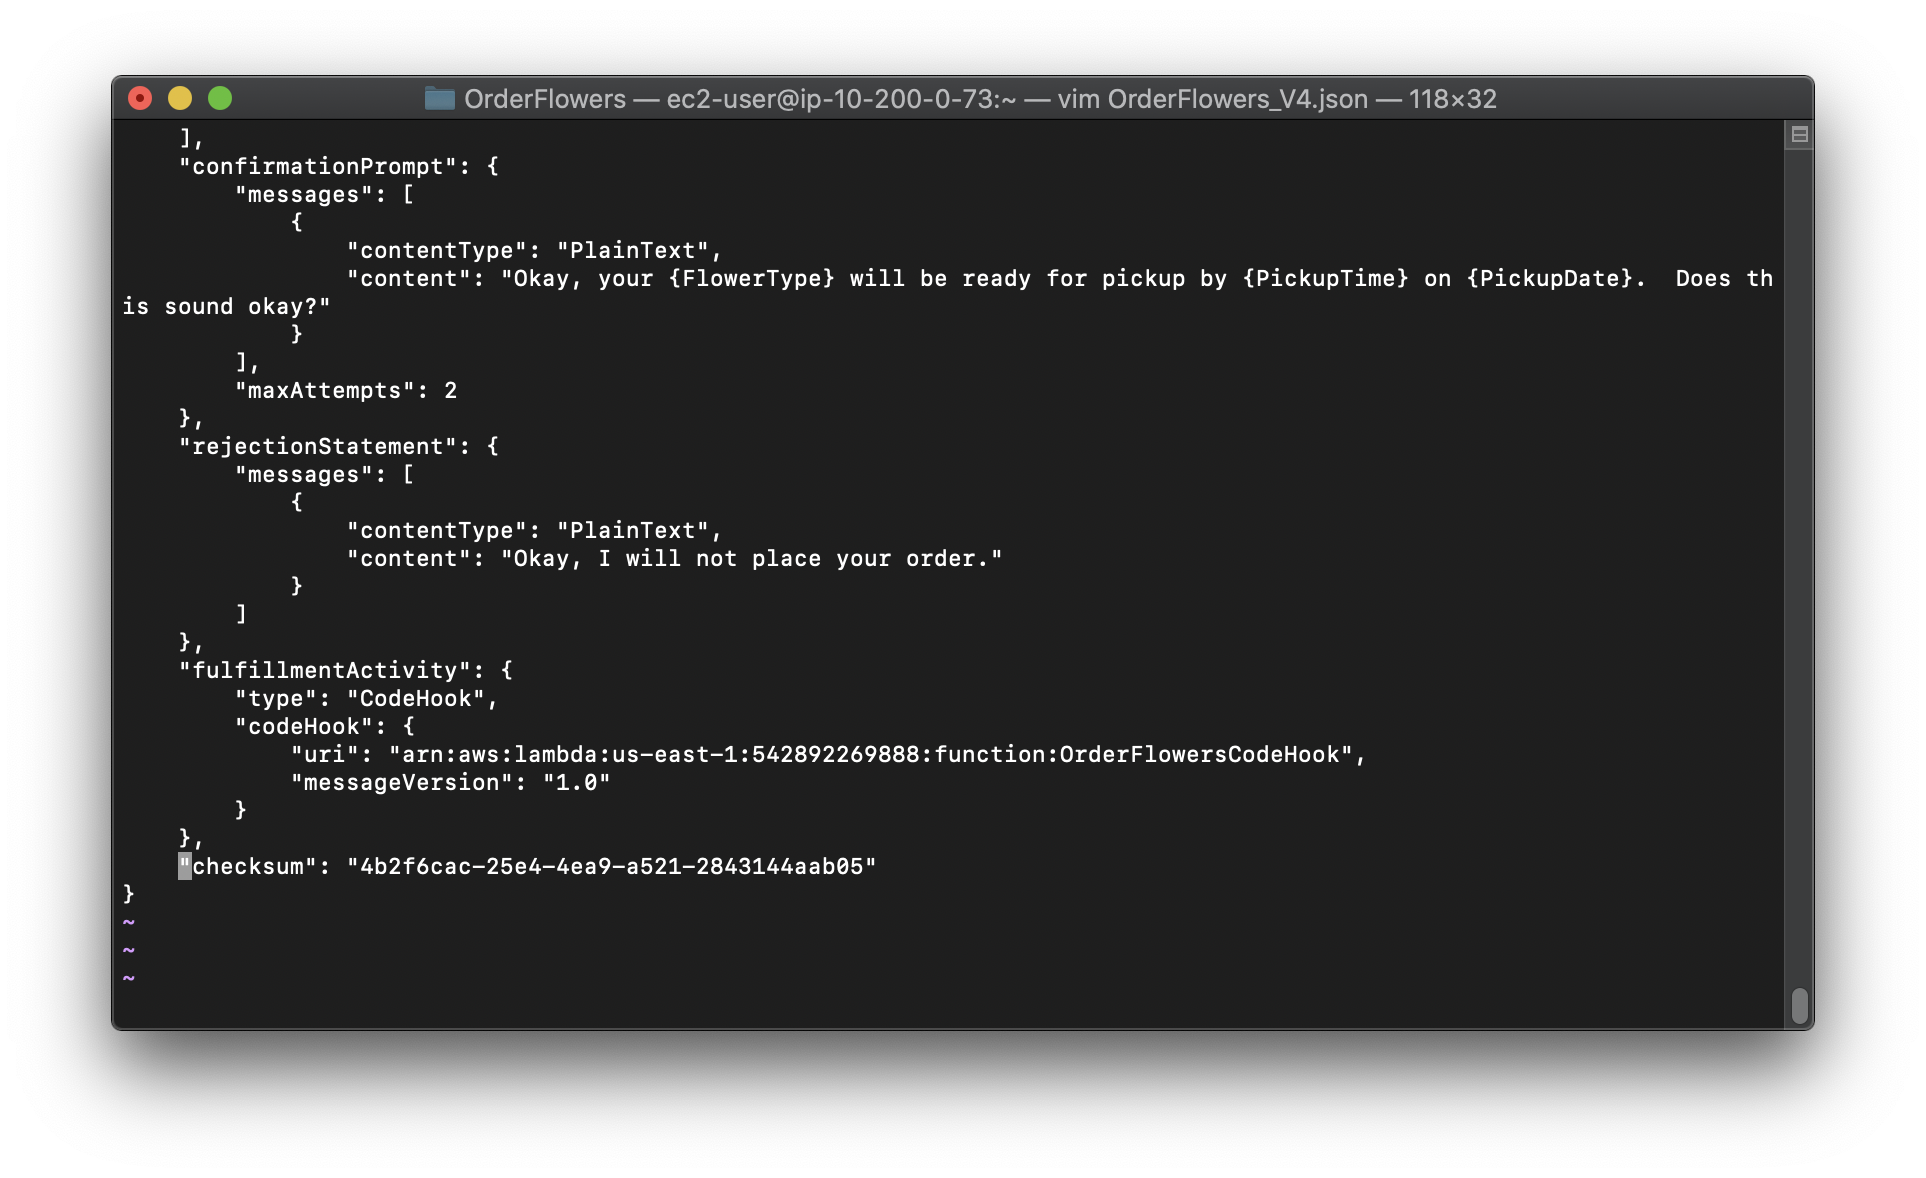 OrderFlowers — ec2-user@ip-10-200-0-73:~ — vim OrderFlowers_V4.json — 118×32
    ],
    "confirmationPrompt": {
        "messages": [
            {
                "contentType": "PlainText",
                "content": "Okay, your {FlowerType} will be ready for pickup by {PickupTime} on {PickupDate}.  Does th
is sound okay?"
            }
        ],
        "maxAttempts": 2
    },
    "rejectionStatement": {
        "messages": [
            {
                "contentType": "PlainText",
                "content": "Okay, I will not place your order."
            }
        ]
    },
    "fulfillmentActivity": {
        "type": "CodeHook",
        "codeHook": {
            "uri": "arn:aws:lambda:us-east-1:542892269888:function:OrderFlowersCodeHook",
            "messageVersion": "1.0"
        }
    },
    "checksum": "4b2f6cac-25e4-4ea9-a521-2843144aab05"
}
~
~
~